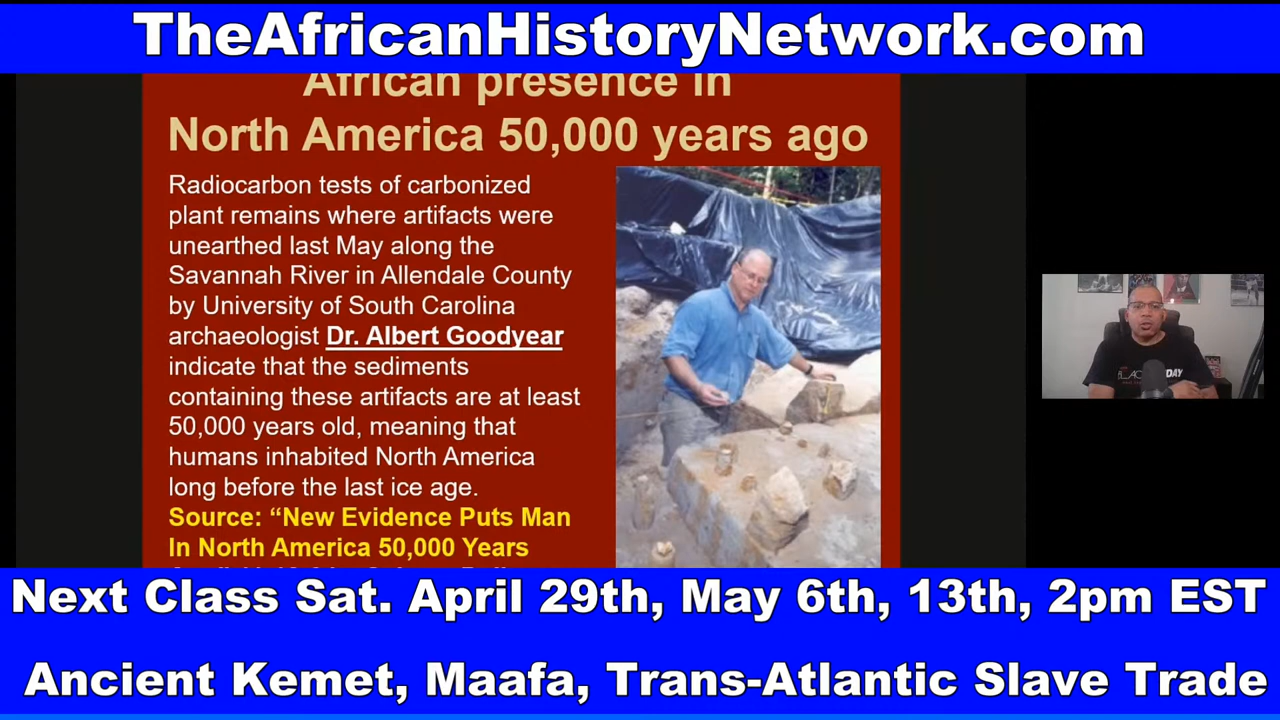 TheAfricanHistoryNetwork.com
African presence in
North America 50,000 years ago
Radiocarbon tests of carbonized
plant remains where artifacts were
unearthed last May along the
Savannah River in Allendale County
by University of South Carolina
archaeologist Dr. Albert Goodyear
indicate that the sediments
containing these artifacts are at least
50,000 years old, meaning that
humans inhabited North America
long before the last ice age.
Source: “New Evidence Puts Man
In North America 50,000 Years
Next Class Sat. April 29th, May 6th, 13th, 2pm EST
Ancient Kemet, Maafa, Trans-Atlantic Slave Trade